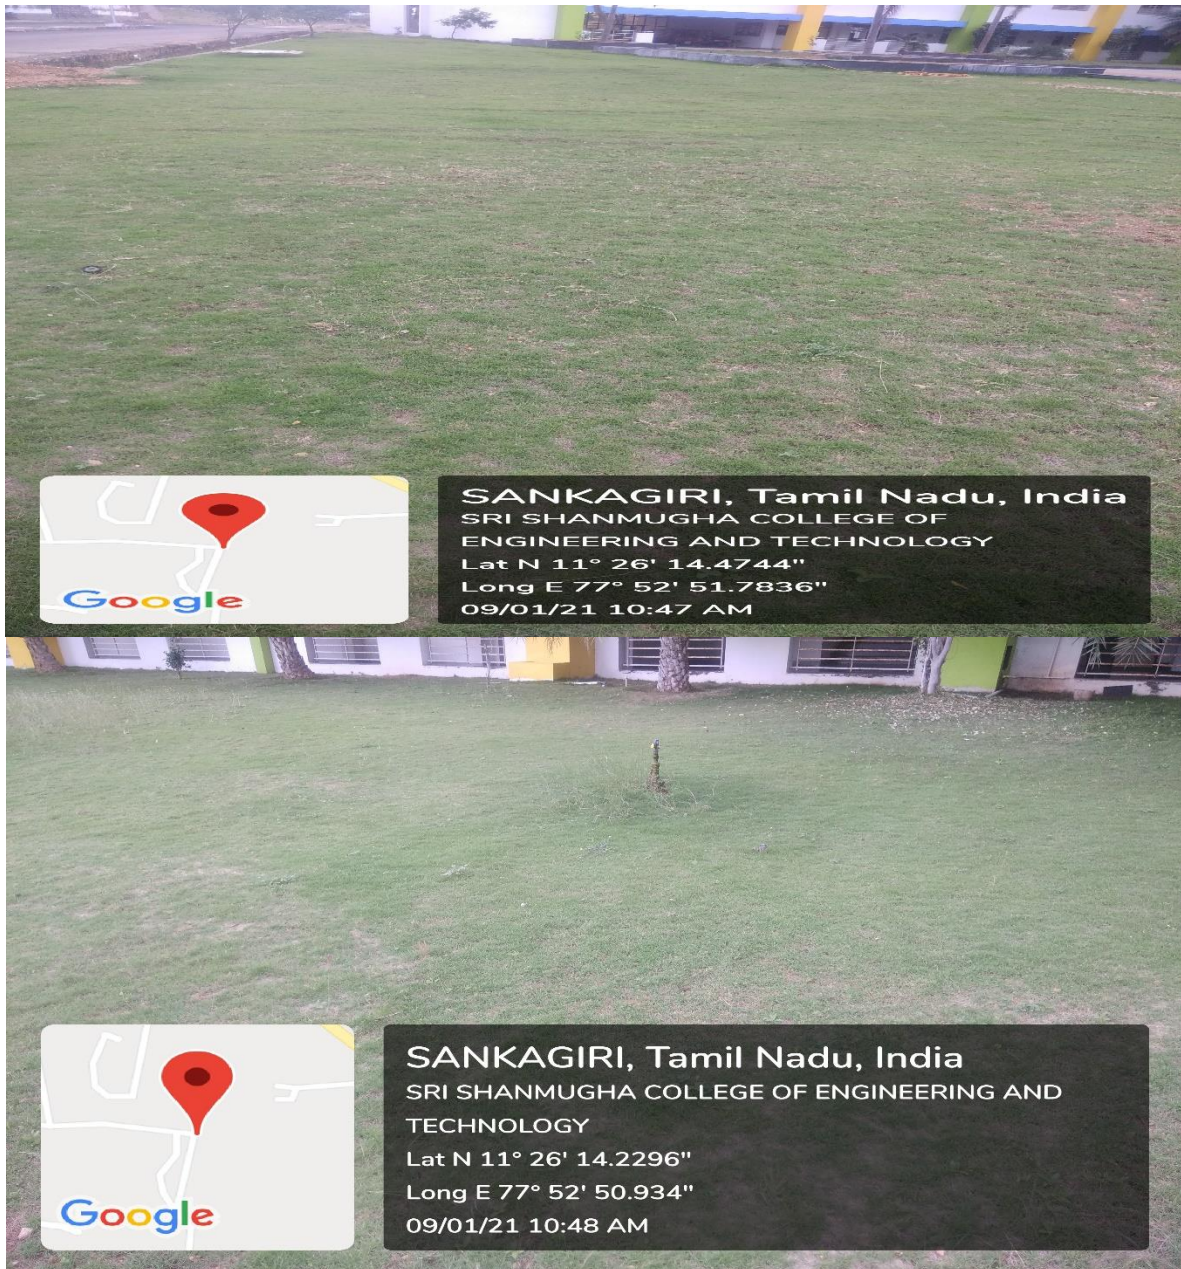 SANKAGIRI, Tamil Nadu, India
SRI SHANMUGHA COLLEGE OF
ENGINEERING AND TECHNOLOGY
Lat N 11° 26' 14.4744"
Long E 77° 52' 51.7836"
09/01/21 10:47 AM
Google
SANKAGIRI, Tamil Nadu, India
SRI SHANMUGHA COLLEGE OF ENGINEERING AND
TECHNOLOGY
Lat N 11° 26' 14.2296"
Long E 77° 52' 50.934"
09/01/21 10:48 AM
Google